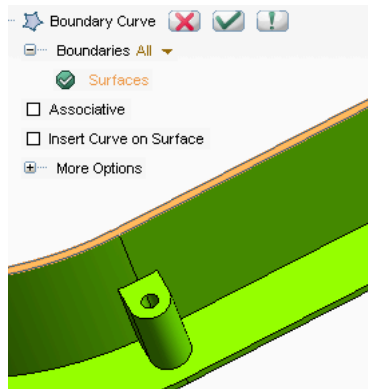 Boundary Curve
Boundaries All
Surfaces
Associative
Insert Curve on Surface
More Options